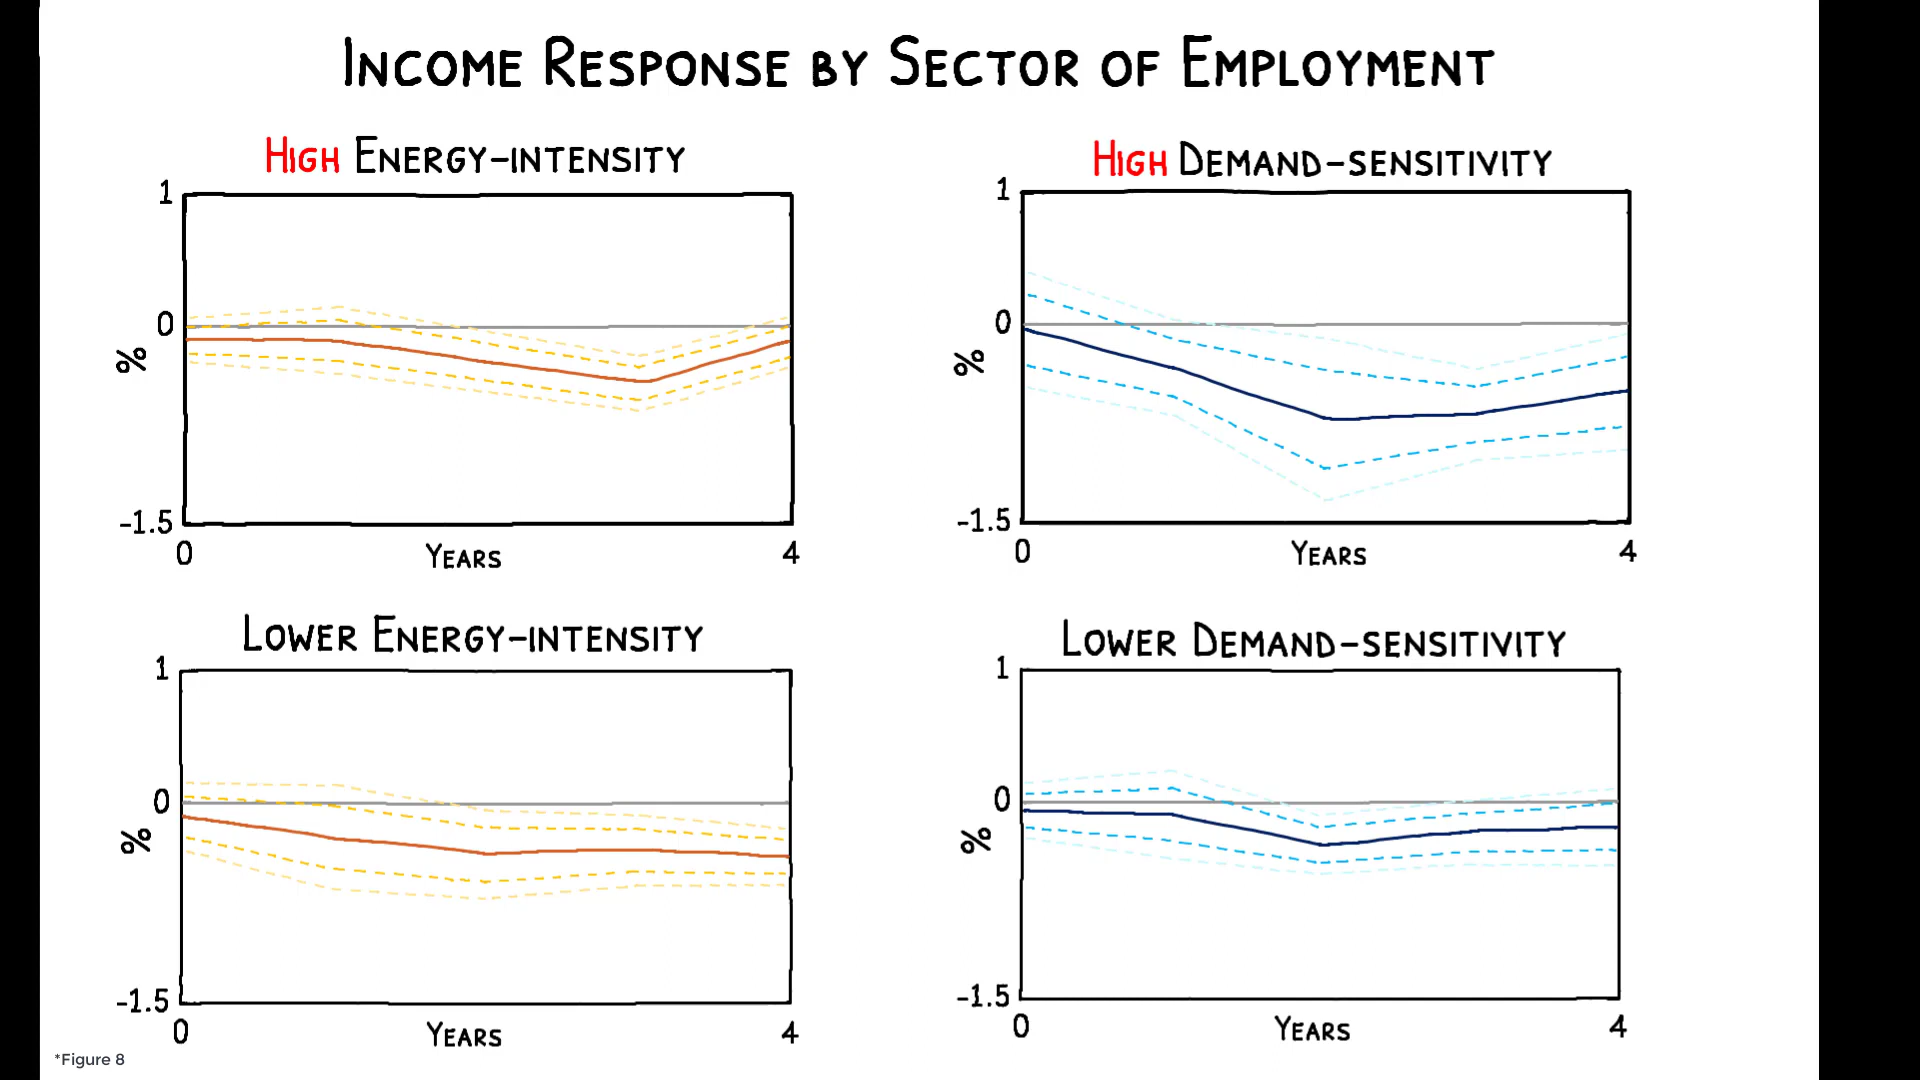 INCOME RESPONSE BY SECTOR OF EMPLOYMENT
HIGH ENERGY-INTENSITY
1
0
%
-1.5
0 YEARS 4
HIGH DEMAND-SENSITIVITY
1
0
%
-1.5
0 YEARS 4
LOWER ENERGY-INTENSITY
1
0
%
-1.5
0 YEARS 4
LOWER DEMAND-SENSITIVITY
1
0
%
-1.5
0 YEARS 4
*Figure 8